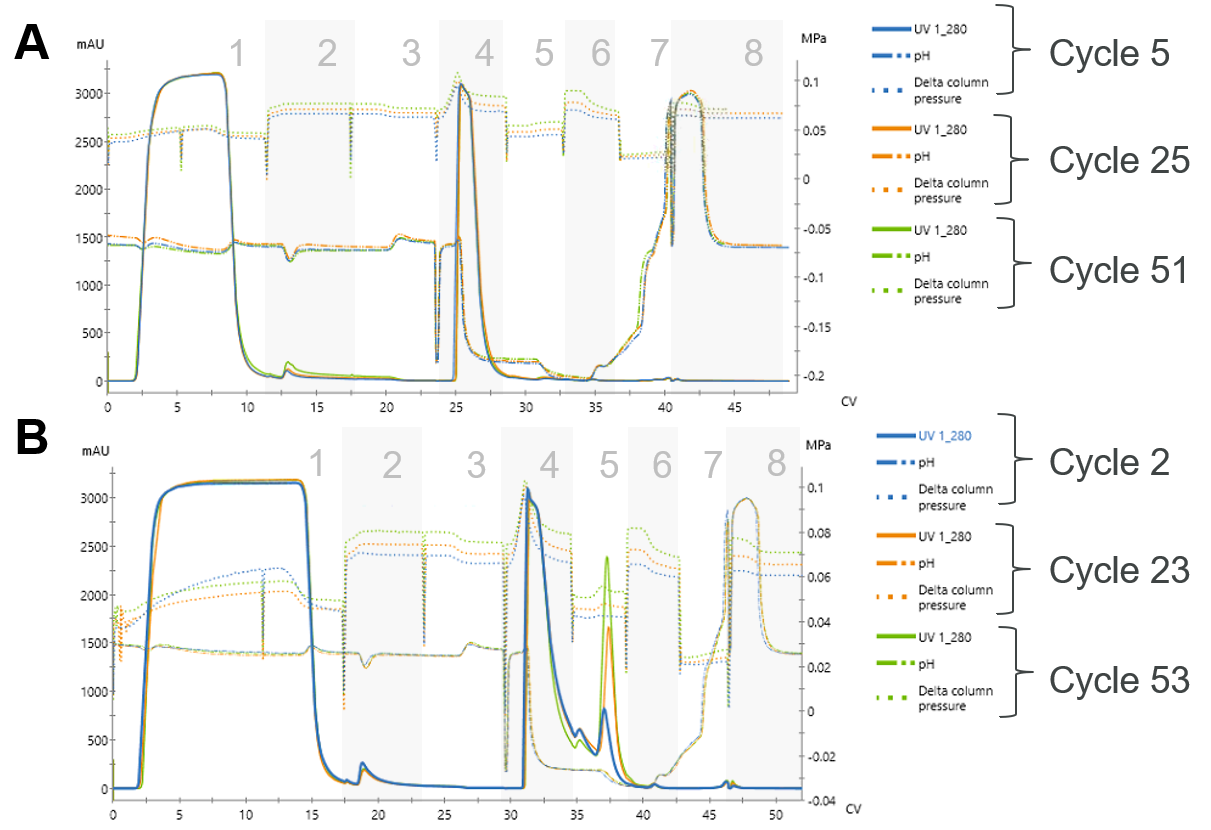 A
mAU
1 2 3 4 5 6 7 8
MPa
3000
2500
2000
1500
1000
500
0
0.1
0.05
0
-0.05
-0.1
-0.15
-0.2
0 5 10 15 20 25 30 35 40 45
CV
UV 1_280
pH
Delta column
pressure
Cycle 5
UV 1_280
pH
Delta column
pressure
Cycle 25
UV 1_280
pH
Delta column
pressure
Cycle 51
B
mAU
1 2 3 4 5 6 7 8
MPa
3000
2500
2000
1500
1000
500
0
0.1
0.08
0.06
0.04
0.02
0
-0.02
-0.04
0 5 10 15 20 25 30 35 40 45 50
CV
UV 1_280
pH
Delta column
pressure
Cycle 2
UV 1_280
pH
Delta column
pressure
Cycle 23
UV 1_280
pH
Delta column
pressure
Cycle 53